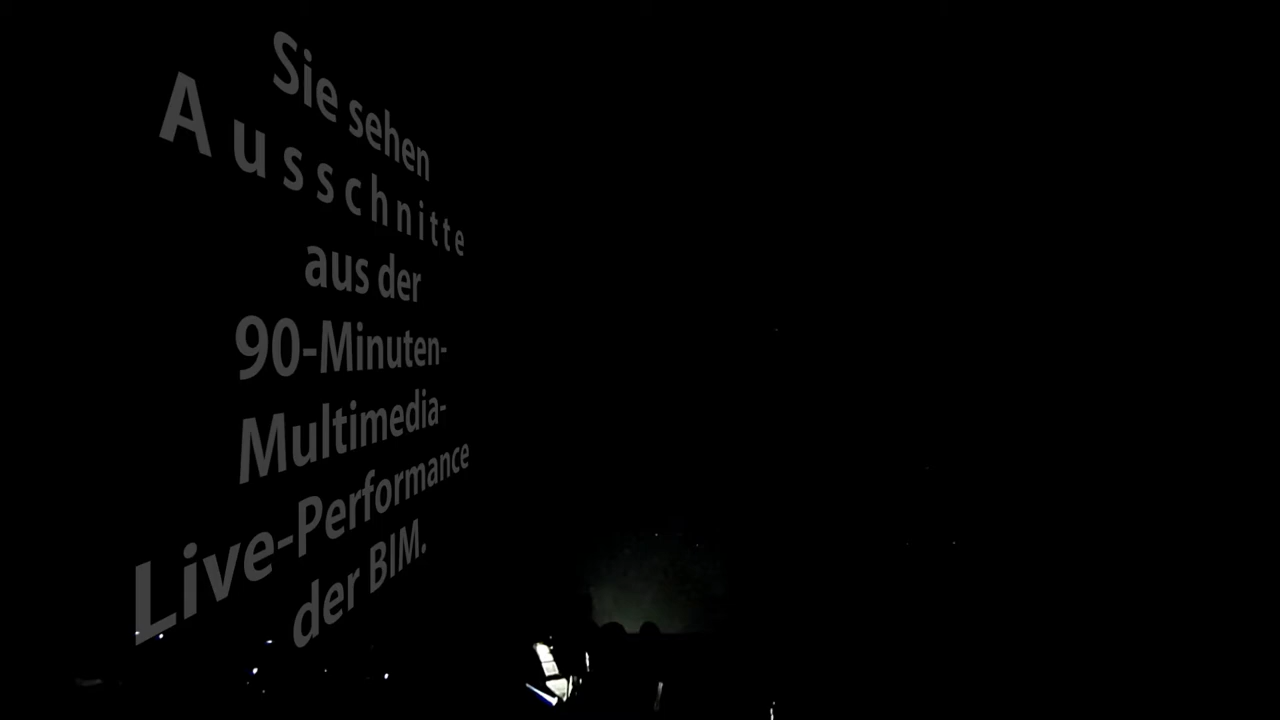 Sie sehen
Ausschnitte
aus der
90-Minuten-
Multimedia-
Live-Performance
der BIM.